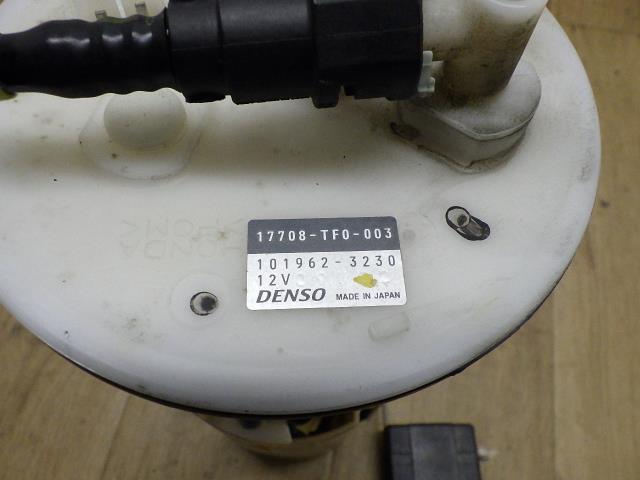 17708-TF0-003
101962-3230
12V
DENSO MADE IN JAPAN